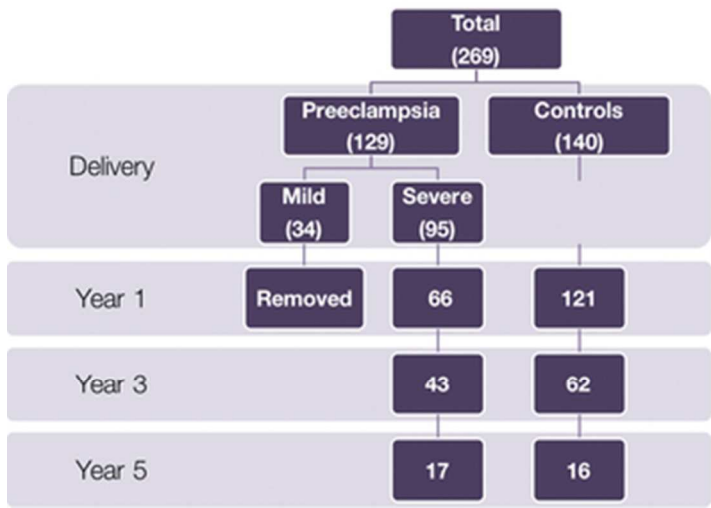 Total
(269)
Preeclampsia
(129)
Controls
(140)
Delivery
Mild
(34)
Severe
(95)
Year 1
Removed
66
121
Year 3
43
62
Year 5
17
16